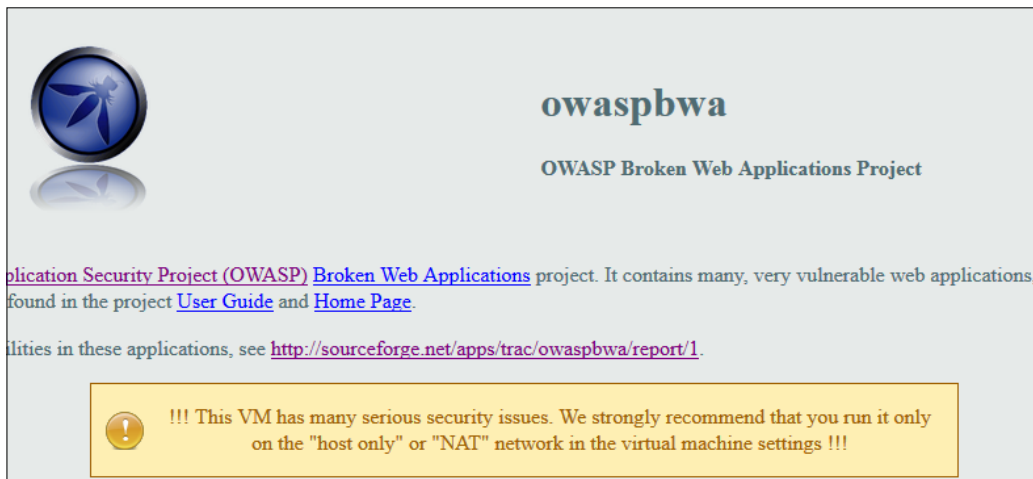 owaspbwa
OWASP Broken Web Applications Project
plication Security Project (OWASP) Broken Web Applications project. It contains many, very vulnerable web applications,
found in the project User Guide and Home Page.
ilities in these applications, see http://sourceforge.net/apps/trac/owaspbwa/report/1.
!!! This VM has many serious security issues. We strongly recommend that you run it only
on the "host only" or "NAT" network in the virtual machine settings !!!